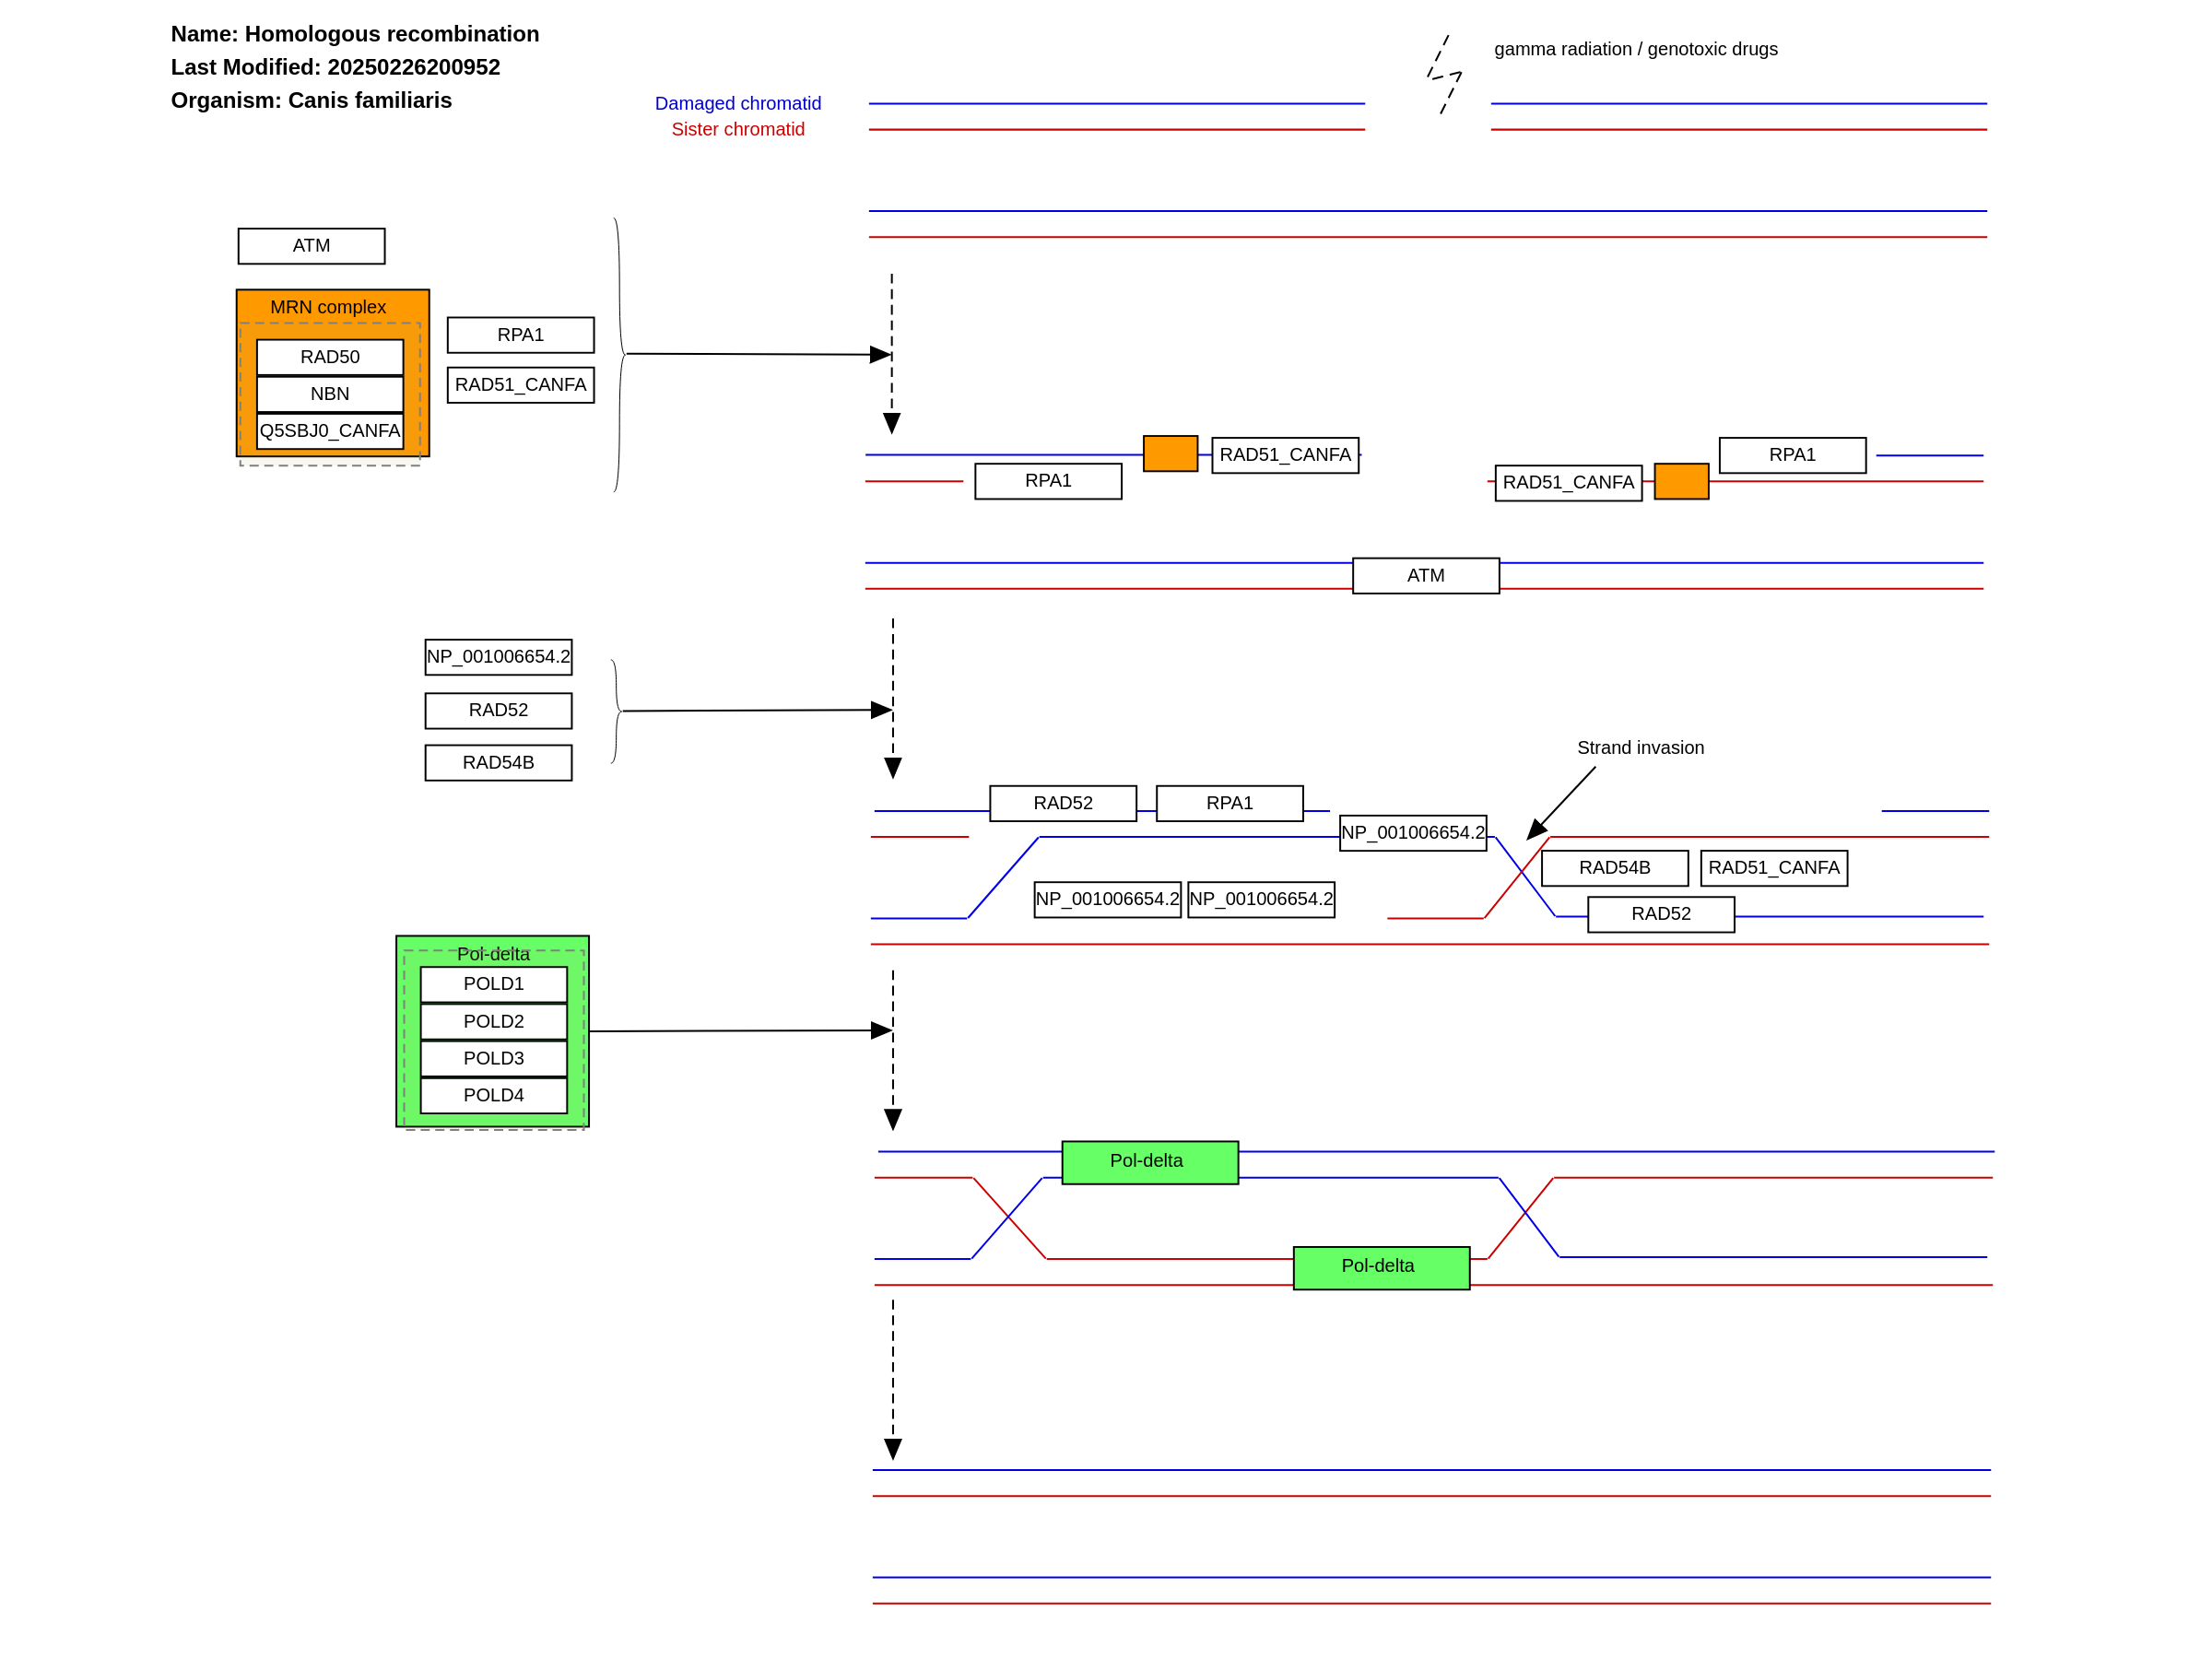 Name: Homologous recombination
Last Modified: 20250226200952
Organism: Canis familiaris
gamma radiation / genotoxic drugs
Damaged chromatid
Sister chromatid
ATM
MRN complex
RAD50
NBN
Q5SBJ0_CANFA
RPA1
RAD51_CANFA
RAD51_CANFA
RPA1
RPA1
RAD51_CANFA
ATM
NP_001006654.2
RAD52
RAD54B
Strand invasion
RAD52
RPA1
NP_001006654.2
RAD54B
RAD51_CANFA
NP_001006654.2
NP_001006654.2
RAD52
Pol-delta
POLD1
POLD2
POLD3
POLD4
Pol-delta
Pol-delta